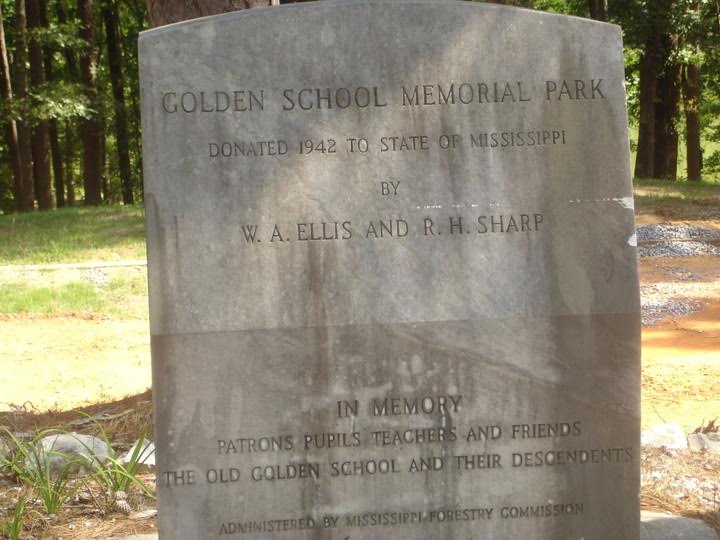 GOLDEN SCHOOL MEMORIAL PARK
DONATED 1942 TO STATE OF MISSISSIPPI
BY
W. A. ELLIS AND R. H. SHARP
IN MEMORY
PATRONS PUPILS TEACHERS AND FRIENDS
THE OLD GOLDEN SCHOOL AND THEIR DESCENDENTS
ADMINISTERED BY MISSISSIPPI FORESTRY COMMISSION